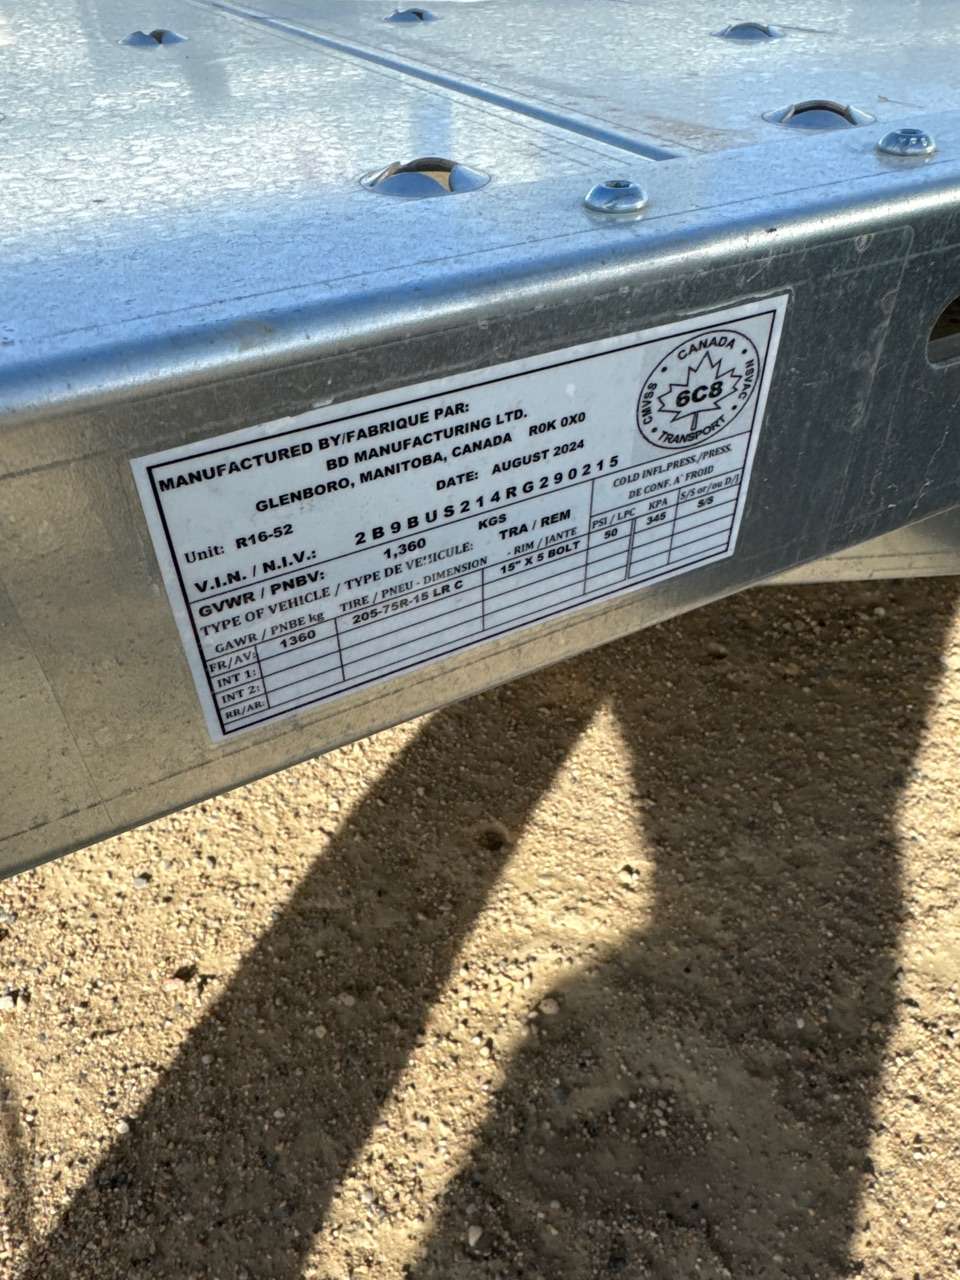 MANUFACTURED BY/FABRIQUE PAR:
BD MANUFACTURING LTD.
GLENBORO, MANITOBA, CANADA R0K 0X0
DATE: AUGUST 2024
CANADA
CMVSS
NSVAC
6C8
TRANSPORT
Unit: R16-52
V.I.N. / N.I.V.: 2B9BUS214RG290215
GVWR / PNBV: 1,360 KGS
TYPE OF VEHICLE / TYPE DE VEHICULE: TRA / REM
COLD INFL.PRESS./PRESS.
DE CONF. A` FROID
GAWR / PNBE kg TIRE / PNEU - DIMENSION - RIM / JANTE PSI / LPC KPA S/S or/ou D/J
FR/AV: 1360 205-75R-15 LR C 15" X 5 BOLT 50 345 S/S
INT 1:
INT 2:
RR/AR: